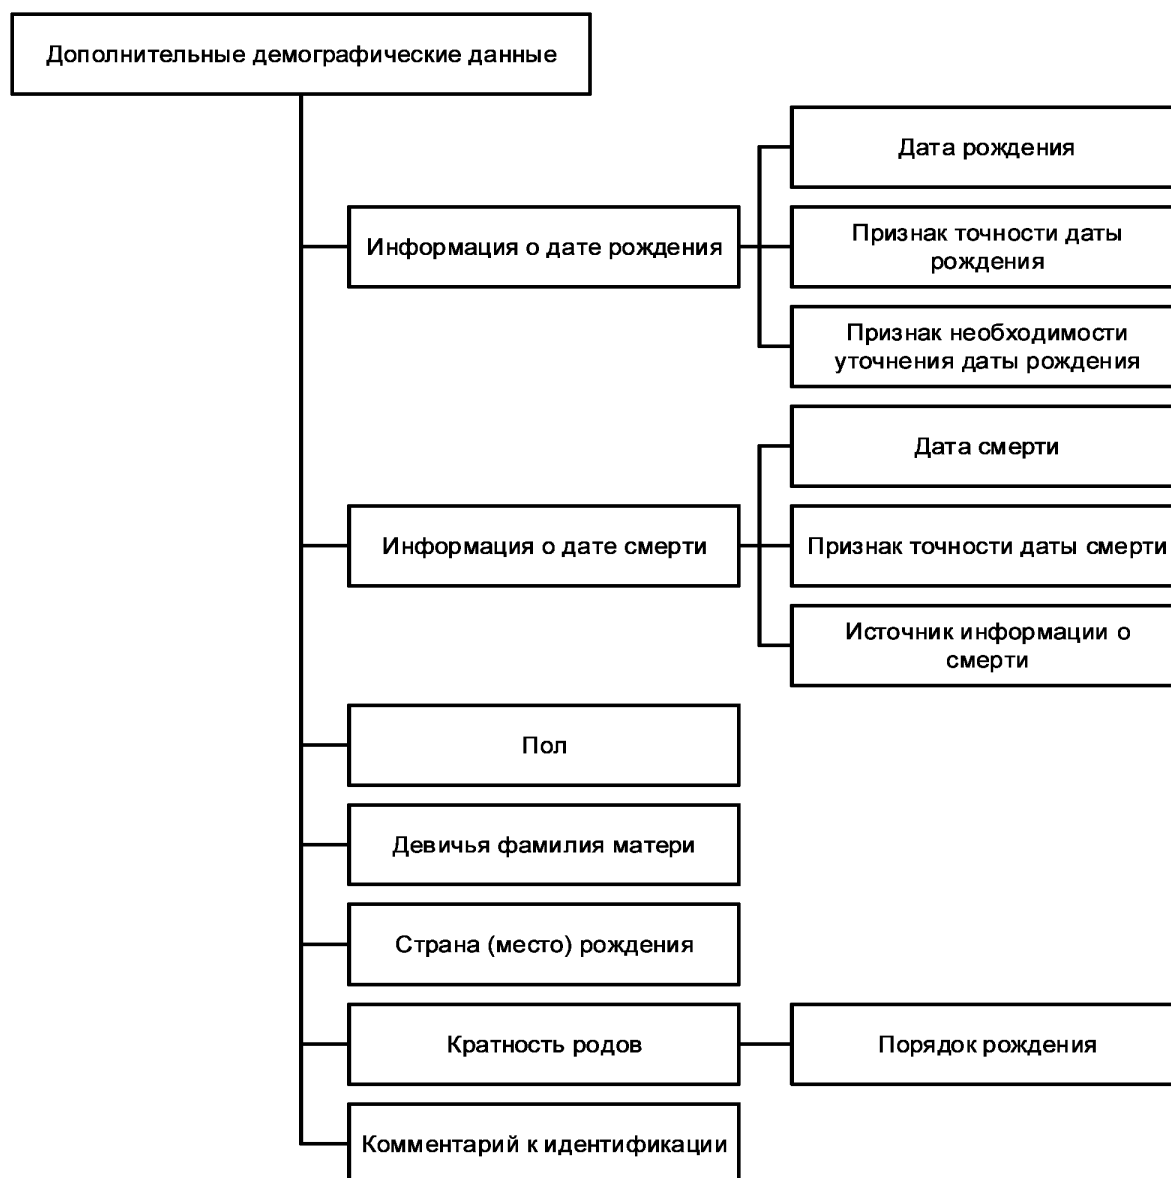 Дополнительные демографические данные
Дата рождения
Информация о дате рождения
Признак точности даты
рождения
Признак необходимости
уточнения даты рождения
Дата смерти
Информация о дате смерти
Признак точности даты смерти
Источник информации о
смерти
Пол
Девичья фамилия матери
Страна (место) рождения
Кратность родов
Порядок рождения
Комментарий к идентификации